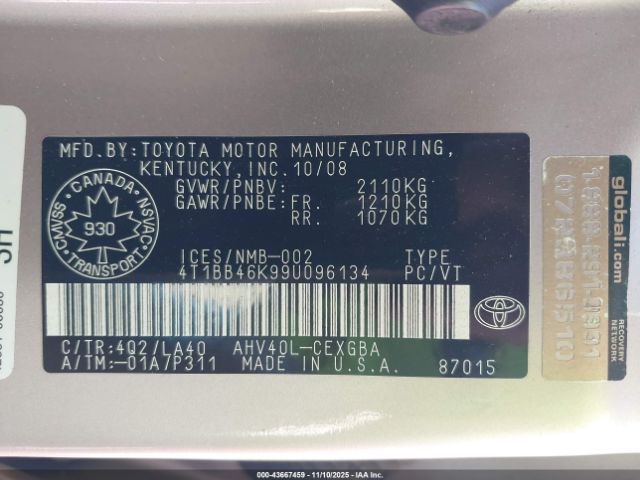 MFD.BY:TOYOTA MOTOR MANUFACTURING,
KENTUCKY,INC.10/08
GVWR/PNBV: 2110KG
GAWR/PNBE:FR. 1210KG
RR. 1070KG
CANADA
CMVSS NSVAC
930
TRANSPORT
ICES/NMB-002 TYPE
4T1BB46K99U096134 PC/VT
C/TR:4Q2/LA40 AHV40L-CEXGBA
A/TM:-01A7P311 MADE IN U.S.A. 87015
TOYOTA
globali.com
RECOVERY NETWORK
000-43667459 — 11/10/2025 — IAA Inc.